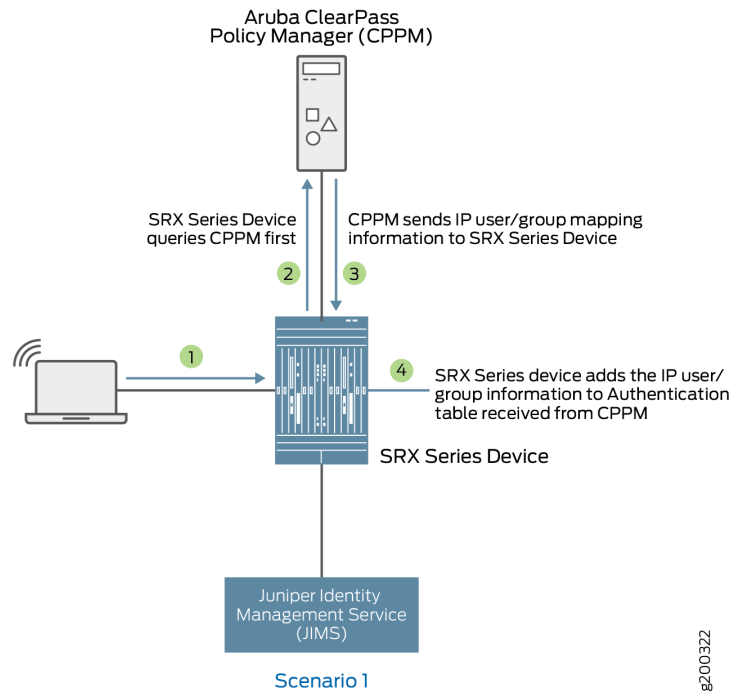 Aruba ClearPass
Policy Manager (CPPM)
SRX Series Device
queries CPPM first
CPPM sends IP user/group mapping
information to SRX Series Device
2
3
1
4
SRX Series device adds the IP user/
group information to Authentication
table received from CPPM
SRX Series Device
Juniper Identity
Management Service
(JIMS)
Scenario 1
g200322